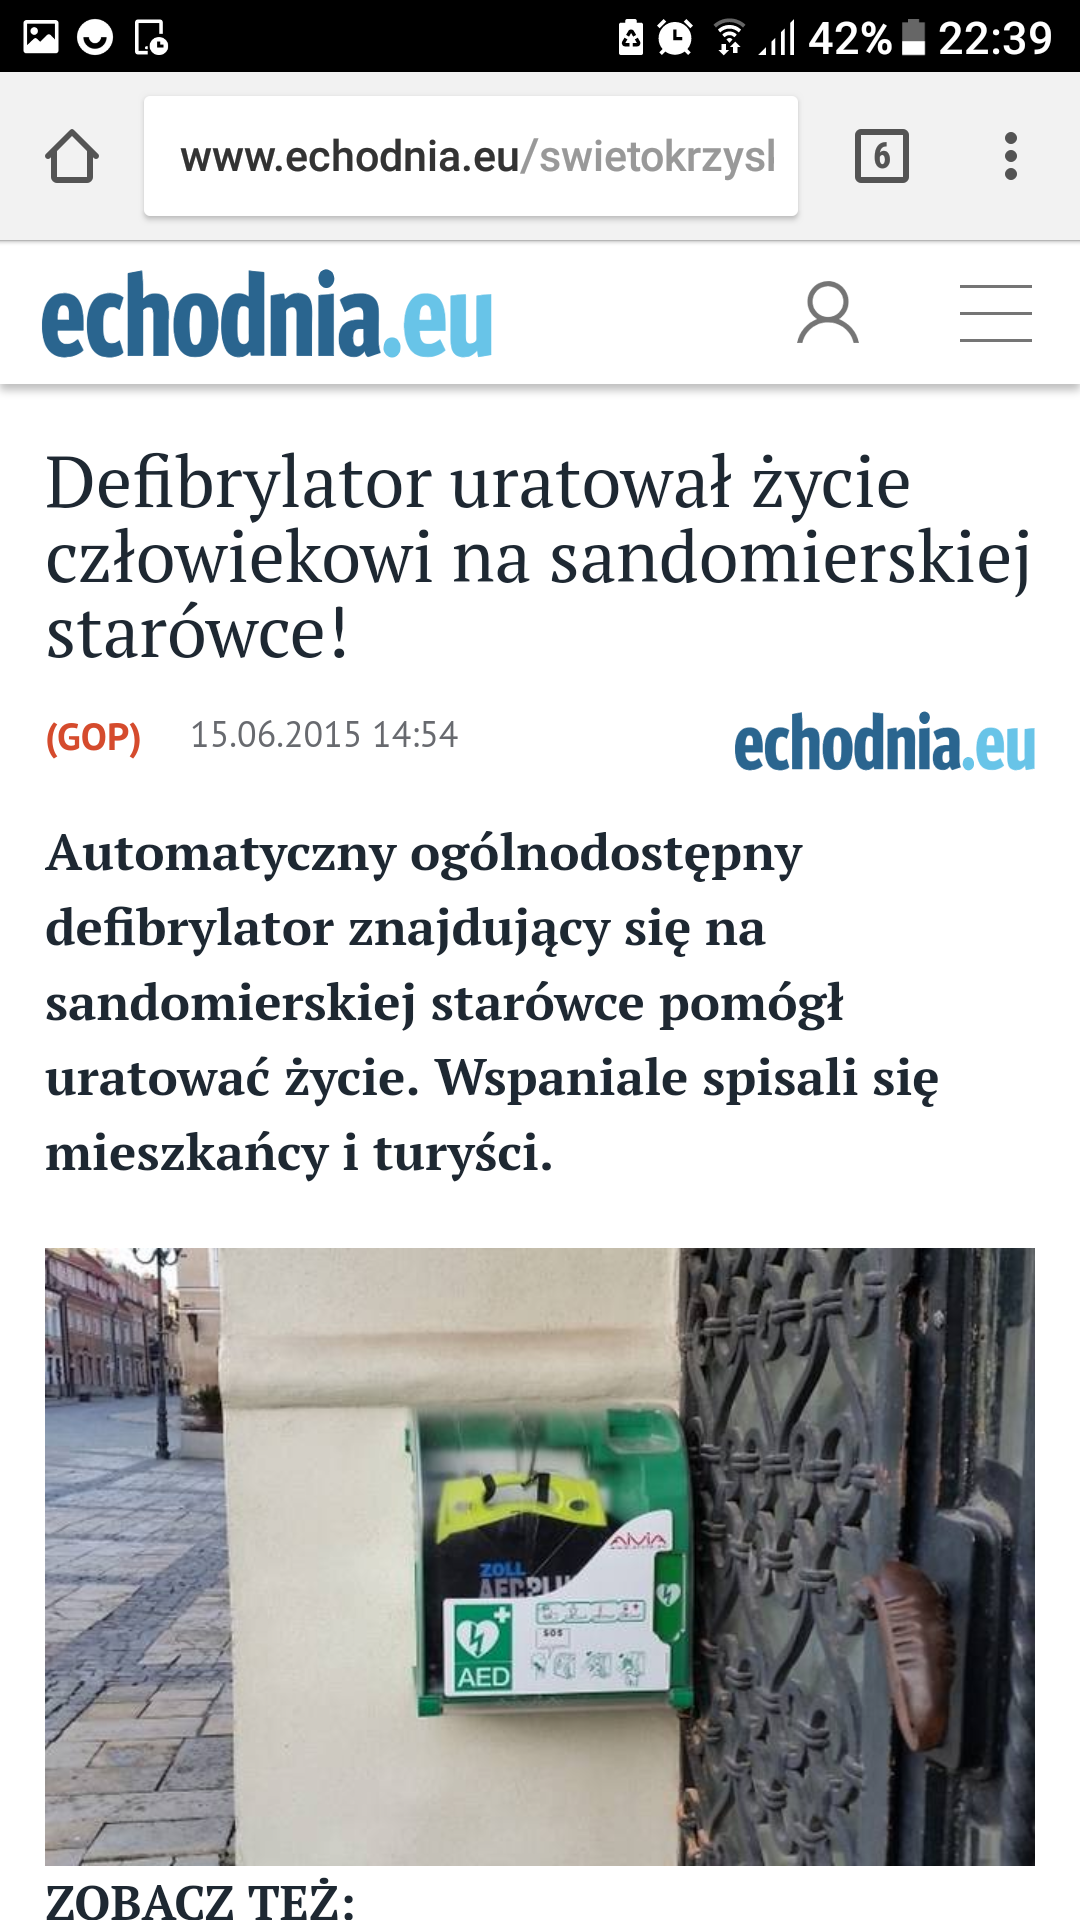 42% 22:39
www.echodnia.eu/swietokrzysl
6
echodnia.eu
Defibrylator uratował życie
człowiekowi na sandomierskiej
starówce!
(GOP) 15.06.2015 14:54 echodnia.eu
Automatyczny ogólnodostępny
defibrylator znajdujący się na
sandomierskiej starówce pomógł
uratować życie. Wspaniale spisali się
mieszkańcy i turyści.
AIVIA
ZOLL
SOS
AED
ZOBACZ TEŻ: